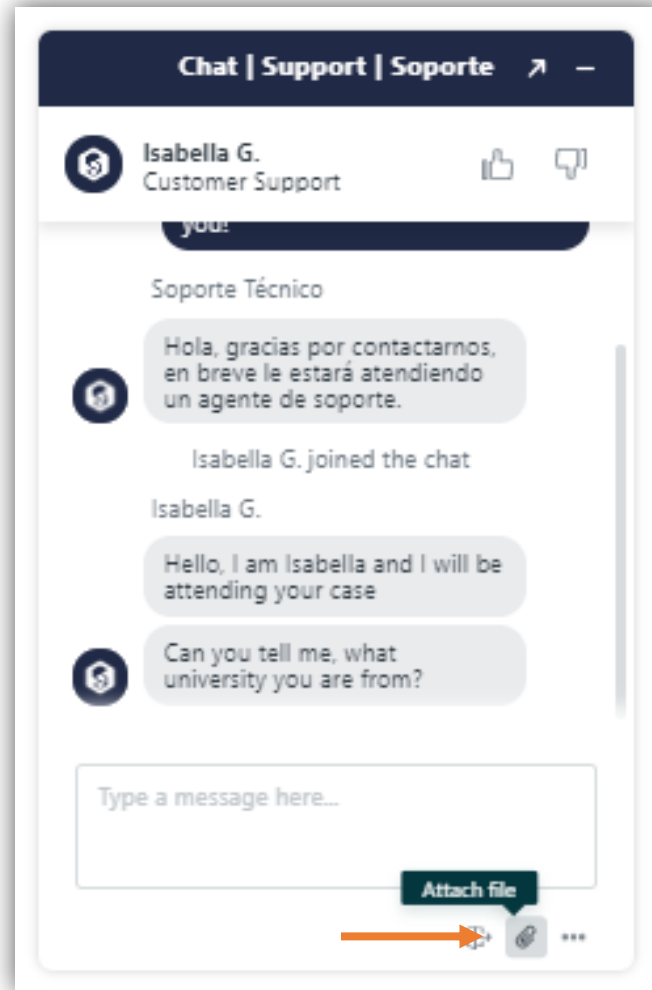 Chat | Support | Soporte
Isabella G.
Customer Support
you!
Soporte Técnico
Hola, gracias por contactarnos,
en breve le estará atendiendo
un agente de soporte.
Isabella G. joined the chat
Isabella G.
Hello, I am Isabella and I will be
attending your case
Can you tell me, what
university you are from?
Type a message here...
Attach file